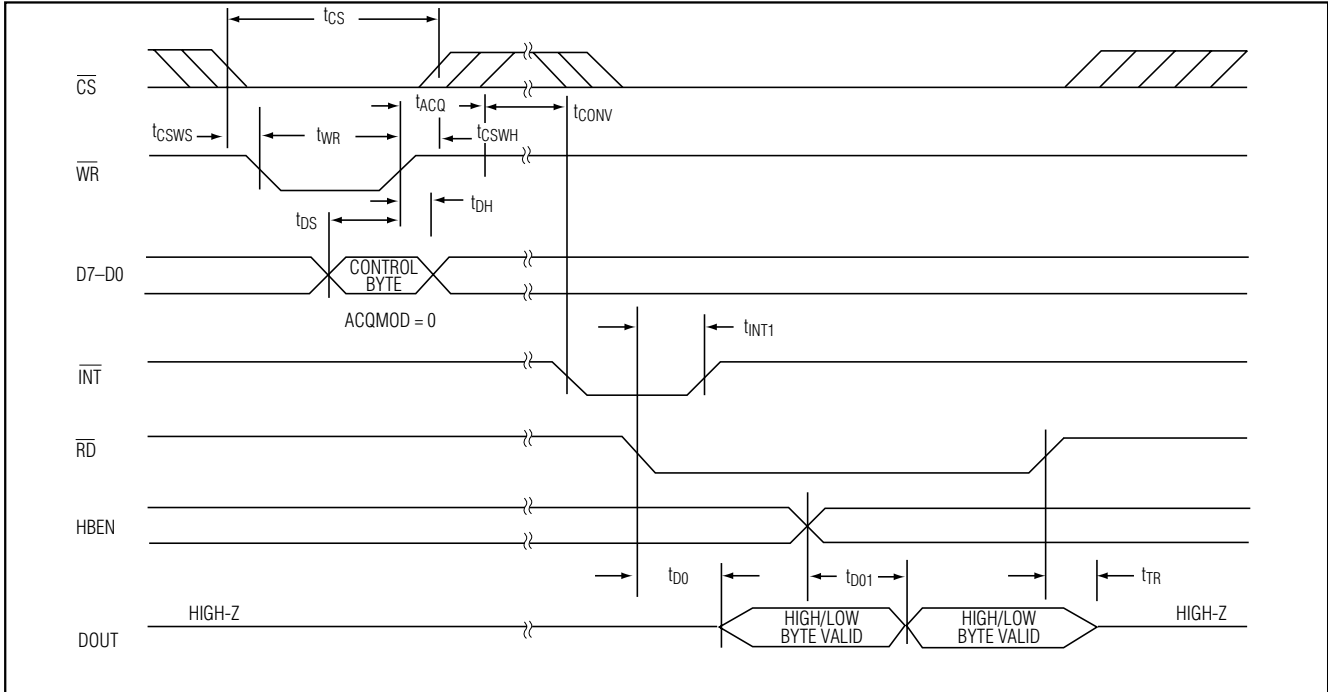 tCS
CS
tACQ
tCONV
tCSWS
tWR
tCSWH
WR
tDS
tDH
D7–D0
CONTROL
BYTE
ACQMOD = 0
tINT1
INT
RD
HBEN
tD0
tD01
tTR
HIGH-Z
HIGH/LOW
BYTE VALID
HIGH/LOW
BYTE VALID
HIGH-Z
DOUT